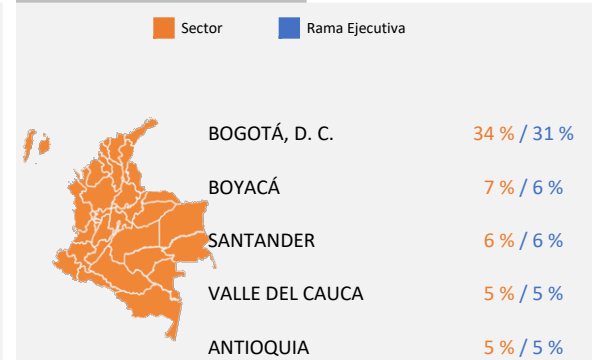 Sector Rama Ejecutiva
BOGOTÁ, D. C. 34 % / 31 %
BOYACÁ 7 % / 6 %
SANTANDER 6 % / 6 %
VALLE DEL CAUCA 5 % / 5 %
ANTIOQUIA 5 % / 5 %